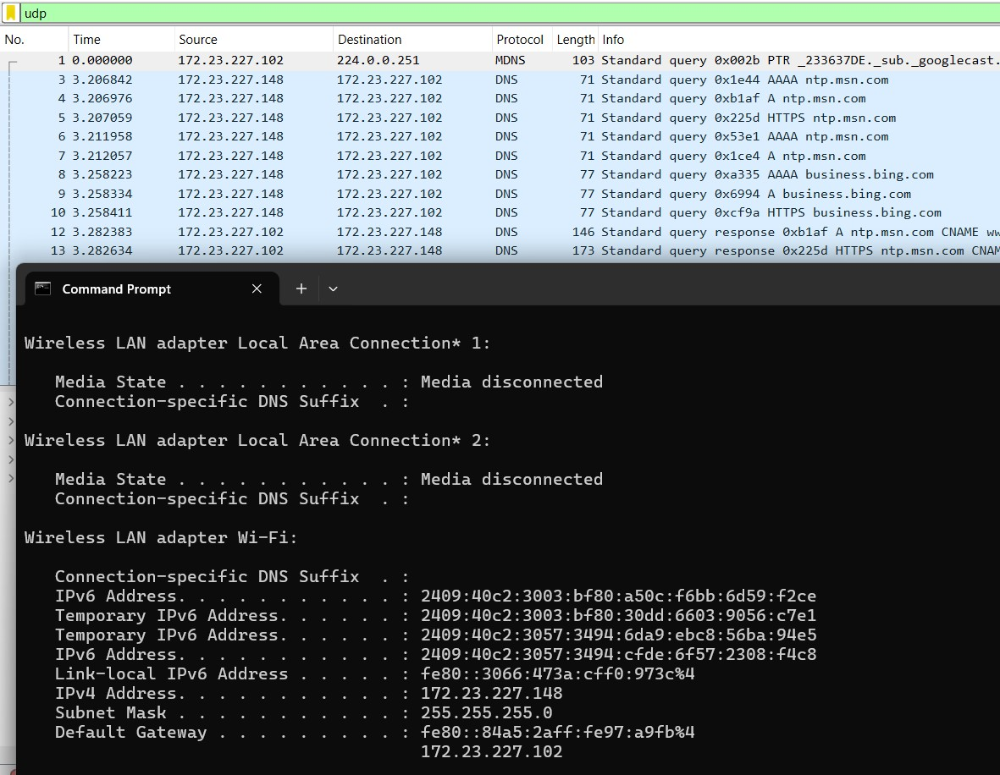 udp
No. Time Source Destination Protocol Length Info
1 0.000000 172.23.227.102 224.0.0.251 MDNS 103 Standard query 0x002b PTR _233637DE._sub._googlecast.
3 3.206842 172.23.227.148 172.23.227.102 DNS 71 Standard query 0x1e44 AAAA ntp.msn.com
4 3.206976 172.23.227.148 172.23.227.102 DNS 71 Standard query 0xb1af A ntp.msn.com
5 3.207059 172.23.227.148 172.23.227.102 DNS 71 Standard query 0x225d HTTPS ntp.msn.com
6 3.211958 172.23.227.148 172.23.227.102 DNS 71 Standard query 0x53e1 AAAA ntp.msn.com
7 3.212057 172.23.227.148 172.23.227.102 DNS 71 Standard query 0x1ce4 A ntp.msn.com
8 3.258223 172.23.227.148 172.23.227.102 DNS 77 Standard query 0xa335 AAAA business.bing.com
9 3.258334 172.23.227.148 172.23.227.102 DNS 77 Standard query 0x6994 A business.bing.com
10 3.258411 172.23.227.148 172.23.227.102 DNS 77 Standard query 0xcf9a HTTPS business.bing.com
12 3.282383 172.23.227.102 172.23.227.148 DNS 146 Standard query response 0xb1af A ntp.msn.com CNAME ww
13 3.282634 172.23.227.102 172.23.227.148 DNS 173 Standard query response 0x225d HTTPS ntp.msn.com CNAM
Command Prompt
Wireless LAN adapter Local Area Connection* 1:
Media State . . . . . . . . . . . : Media disconnected
Connection-specific DNS Suffix  . :
Wireless LAN adapter Local Area Connection* 2:
Media State . . . . . . . . . . . : Media disconnected
Connection-specific DNS Suffix  . :
Wireless LAN adapter Wi-Fi:
Connection-specific DNS Suffix  . :
IPv6 Address. . . . . . . . . . . : 2409:40c2:3003:bf80:a50c:f6bb:6d59:f2ce
Temporary IPv6 Address. . . . . . : 2409:40c2:3003:bf80:30dd:6603:9056:c7e1
Temporary IPv6 Address. . . . . . : 2409:40c2:3057:3494:6da9:ebc8:56ba:94e5
IPv6 Address. . . . . . . . . . . : 2409:40c2:3057:3494:cfde:6f57:2308:f4c8
Link-local IPv6 Address . . . . . : fe80::3066:473a:cff0:973c%4
IPv4 Address. . . . . . . . . . . : 172.23.227.148
Subnet Mask . . . . . . . . . . . : 255.255.255.0
Default Gateway . . . . . . . . . : fe80::84a5:2aff:fe97:a9fb%4
172.23.227.102